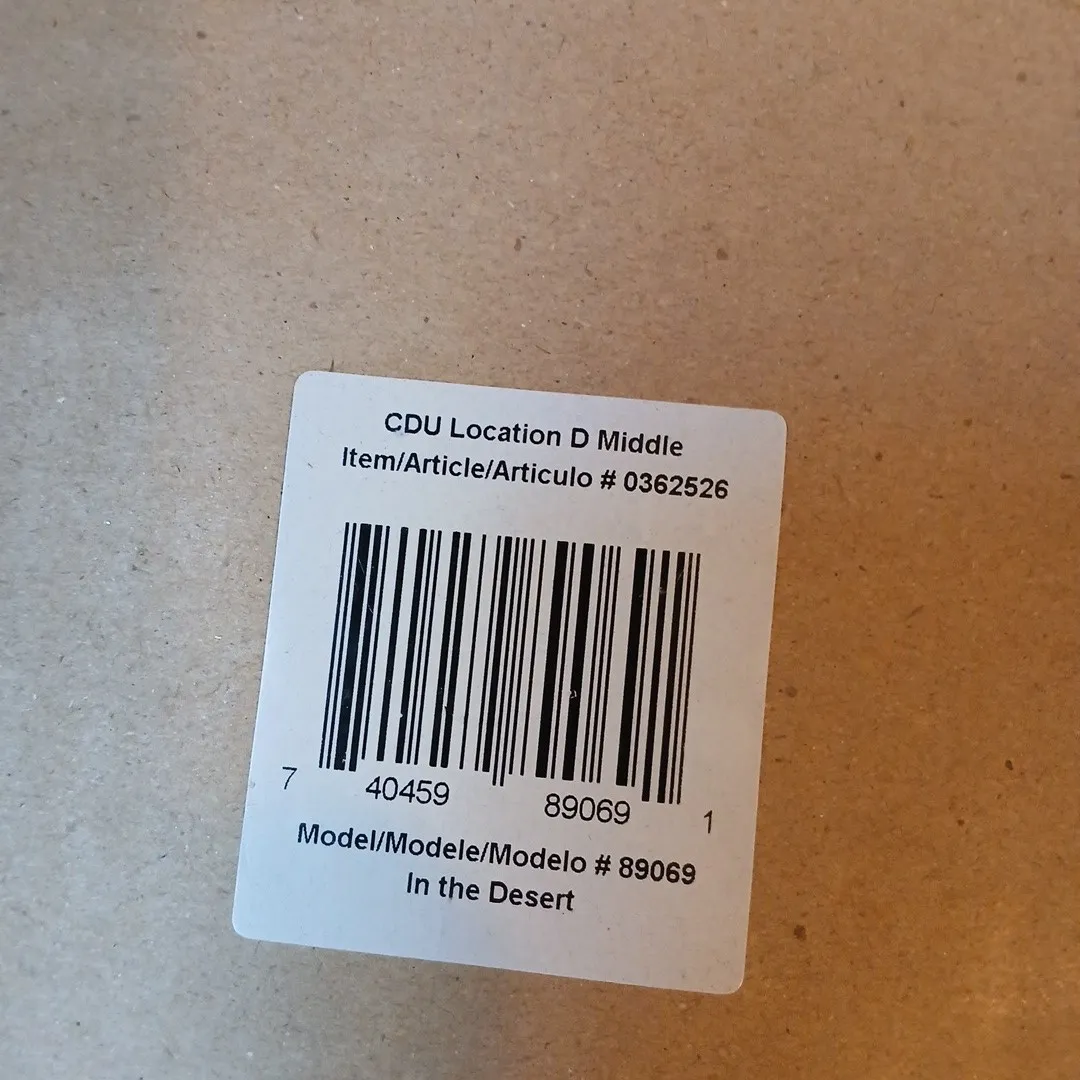 CDU Location D Middle
Item/Article/Articulo # 0362526
7 40459 89069 1
Model/Modele/Modelo # 89069
In the Desert